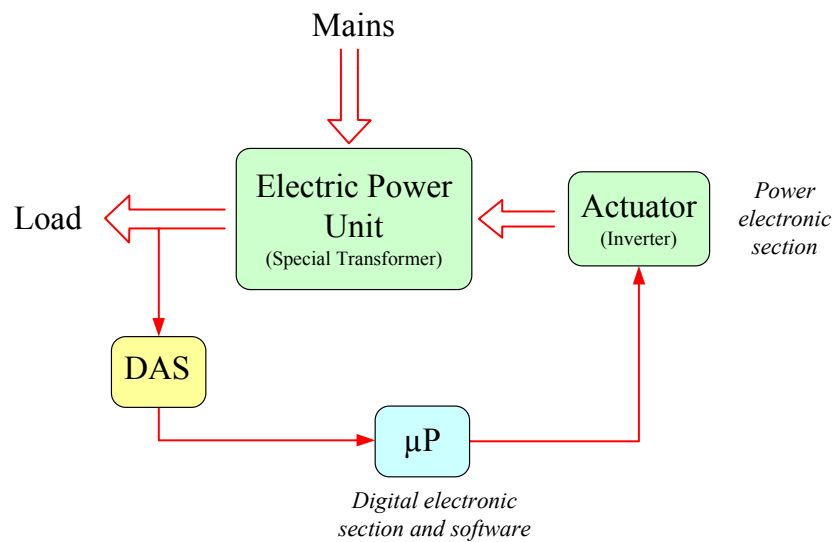 Mains
Electric Power
Unit
(Special Transformer)
Load
Actuator
(Inverter)
Power
electronic
section
DAS
µP
Digital electronic
section and software